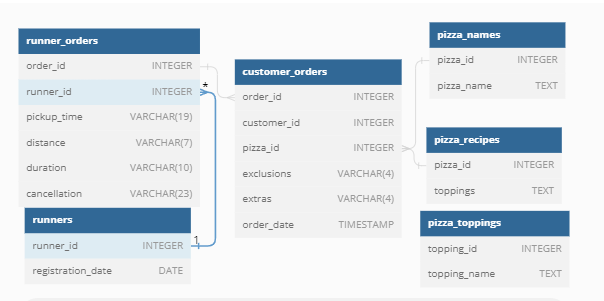 runner_orders
order_id INTEGER
runner_id INTEGER
pickup_time VARCHAR(19)
distance VARCHAR(7)
duration VARCHAR(10)
cancellation VARCHAR(23)
*
runners
runner_id INTEGER
1
registration_date DATE
customer_orders
order_id INTEGER
customer_id INTEGER
pizza_id INTEGER
exclusions VARCHAR(4)
extras VARCHAR(4)
order_date TIMESTAMP
pizza_names
pizza_id INTEGER
pizza_name TEXT
pizza_recipes
pizza_id INTEGER
toppings TEXT
pizza_toppings
topping_id INTEGER
topping_name TEXT